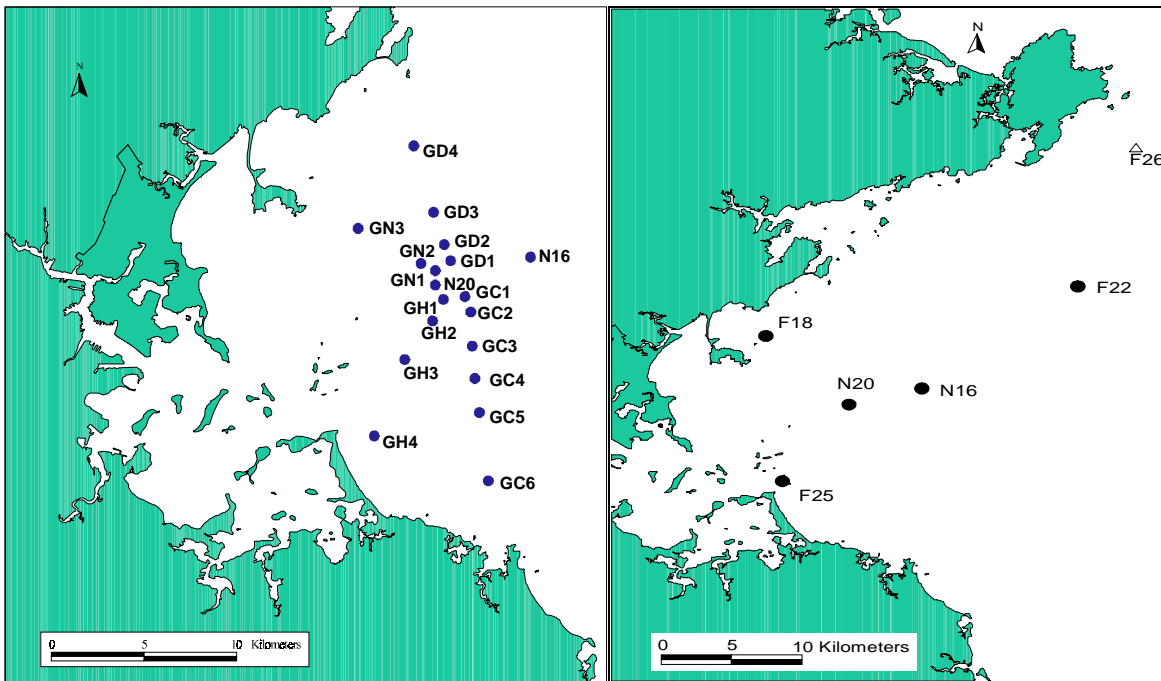 N
GD4
GD3
GN3
GD2
GN2
GD1
N16
GN1
N20
GC1
GH1
GC2
GH2
GC3
GH3
GC4
GC5
GH4
GC6
0 5 10 Kilometers
N
F26
F22
F18
N16
N20
F25
0 5 10 Kilometers